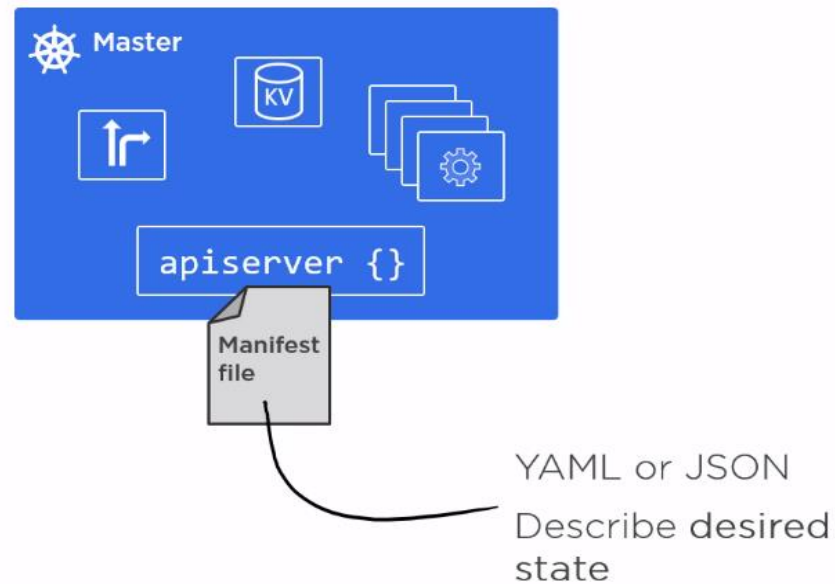 Master
KV
apiserver {}
Manifest
file
YAML or JSON
Describe desired
state